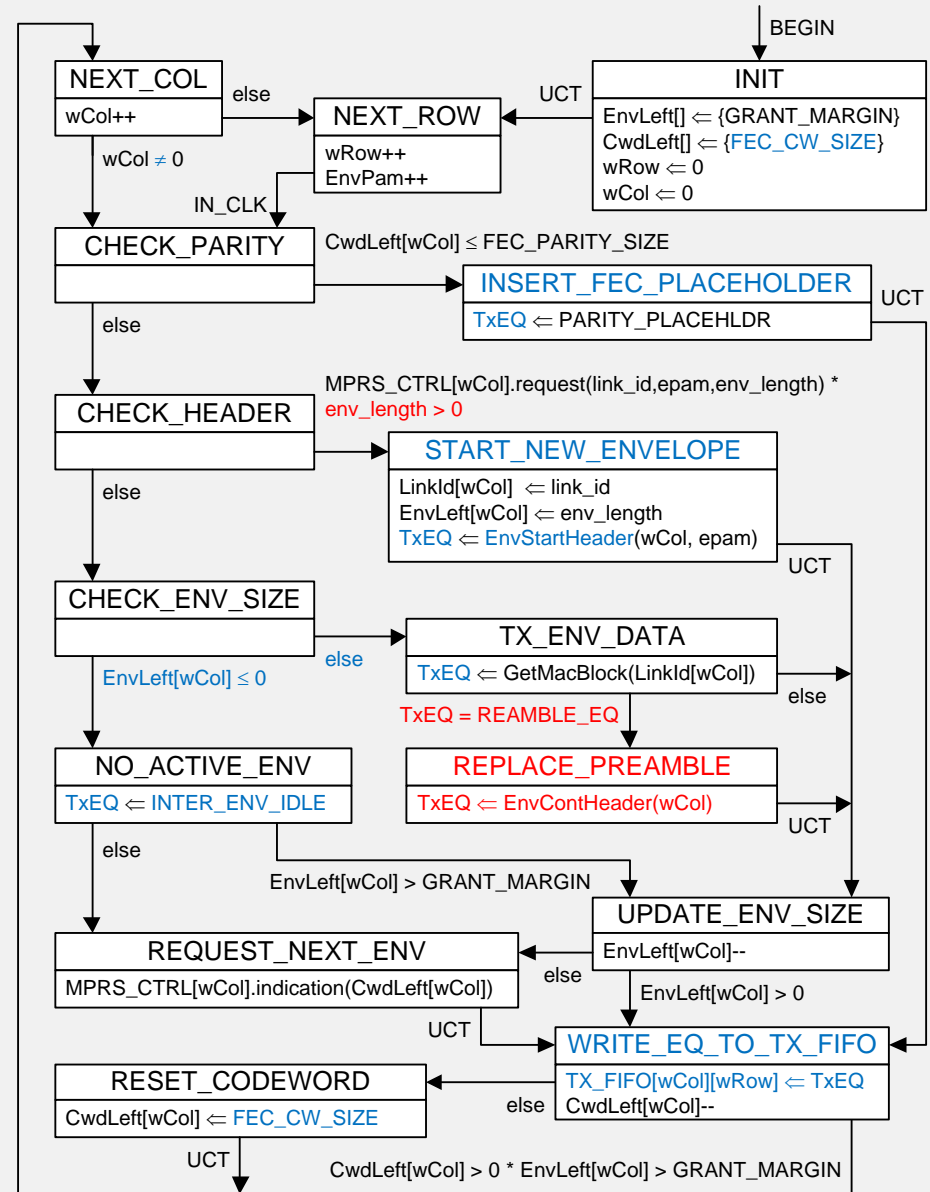 BEGIN
NEXT_COL
wCol++
else
wCol ≠ 0
NEXT_ROW
wRow++
EnvPam++
IN_CLK
UCT
INIT
EnvLeft[] ⇐ {GRANT_MARGIN}
CwdLeft[] ⇐ {FEC_CW_SIZE}
wRow ⇐ 0
wCol ⇐ 0
CHECK_PARITY
CwdLeft[wCol] ≤ FEC_PARITY_SIZE
else
INSERT_FEC_PLACEHOLDER
TxEQ ⇐ PARITY_PLACEHLDR
UCT
CHECK_HEADER
MPRS_CTRL[wCol].request(link_id,epam,env_length) *
env_length > 0
else
START_NEW_ENVELOPE
LinkId[wCol] ⇐ link_id
EnvLeft[wCol] ⇐ env_length
TxEQ ⇐ EnvStartHeader(wCol, epam)
UCT
CHECK_ENV_SIZE
else
EnvLeft[wCol] ≤ 0
TX_ENV_DATA
TxEQ ⇐ GetMacBlock(LinkId[wCol])
else
TxEQ = REAMBLE_EQ
REPLACE_PREAMBLE
TxEQ ⇐ EnvContHeader(wCol)
UCT
NO_ACTIVE_ENV
TxEQ ⇐ INTER_ENV_IDLE
else
EnvLeft[wCol] > GRANT_MARGIN
UPDATE_ENV_SIZE
EnvLeft[wCol]--
else
EnvLeft[wCol] > 0
REQUEST_NEXT_ENV
MPRS_CTRL[wCol].indication(CwdLeft[wCol])
UCT
WRITE_EQ_TO_TX_FIFO
TX_FIFO[wCol][wRow] ⇐ TxEQ
CwdLeft[wCol]--
else
RESET_CODEWORD
CwdLeft[wCol] ⇐ FEC_CW_SIZE
UCT
CwdLeft[wCol] > 0 * EnvLeft[wCol] > GRANT_MARGIN